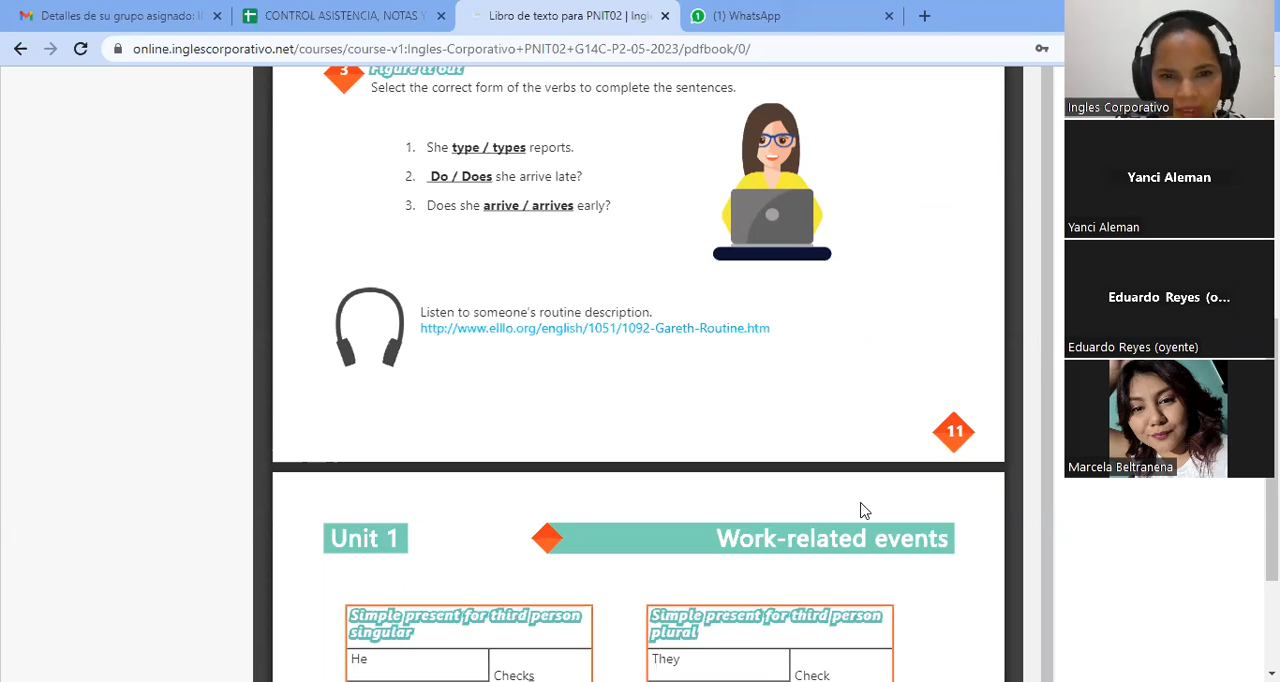 Detalles de su grupo asignado: I
CONTROL ASISTENCIA, NOTAS Y
Libro de texto para PNIT02 | Ingl
(1) WhatsApp
online.inglescorporativo.net/courses/course-v1:Ingles-Corporativo+PNIT02+G14C-P2-05-2023/pdfbook/0/
3 Figure it out
Select the correct form of the verbs to complete the sentences.
1. She type / types reports.
2. Do / Does she arrive late?
3. Does she arrive / arrives early?
Listen to someone's routine description.
http://www.elllo.org/english/1051/1092-Gareth-Routine.htm
11
Unit 1
Work-related events
Simple present for third person
singular
He
Checks
Simple present for third person
plural
They
Check
Ingles Corporativo
Yanci Aleman
Yanci Aleman
Eduardo Reyes (o...
Eduardo Reyes (oyente)
Marcela Beltranena